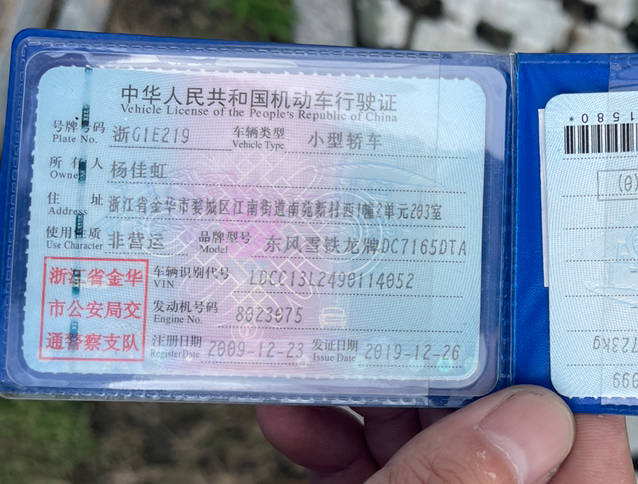 中华人民共和国机动车行驶证
Vehicle License of the People's Republic of China
号牌号码 浙G1E219 车辆类型 小型轿车
Plate No. Vehicle Type
所有人 杨佳虹
Owner
住址 浙江省金华市婺城区江南街道南苑新村西1幢2单元203室
Address
使用性质 非营运 品牌型号 东风雪铁龙牌DC7165DTA
Use Character Model
浙江省金华
市公安局交
通警察支队
车辆识别代号 LDCC13L2490114052
VIN
发动机号码 8023075
Engine No.
注册日期 2009-12-23 发证日期 2019-12-26
Register Date Issue Date
*0851
723kg
099